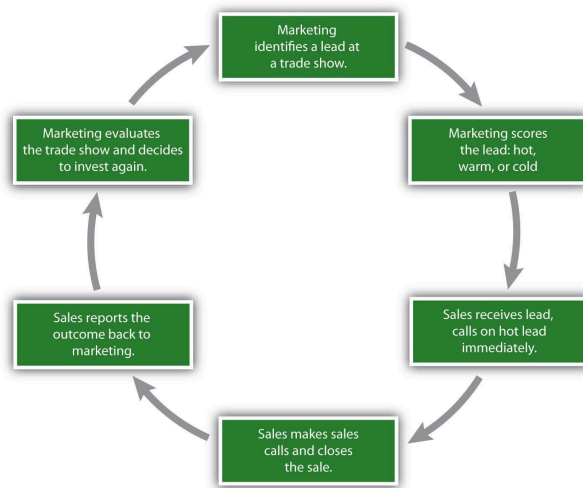 Marketing
identifies a lead at
a trade show.
Marketing scores
the lead: hot,
warm, or cold
Sales receives lead,
calls on hot lead
immediately.
Sales makes sales
calls and closes
the sale.
Sales reports the
outcome back to
marketing.
Marketing evaluates
the trade show and decides
to invest again.